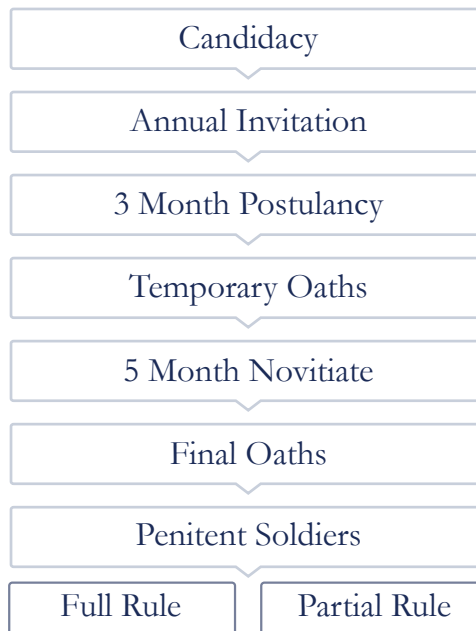 Candidacy
Annual Invitation
3 Month Postulancy
Temporary Oaths
5 Month Novitiate
Final Oaths
Penitent Soldiers
Full Rule
Partial Rule